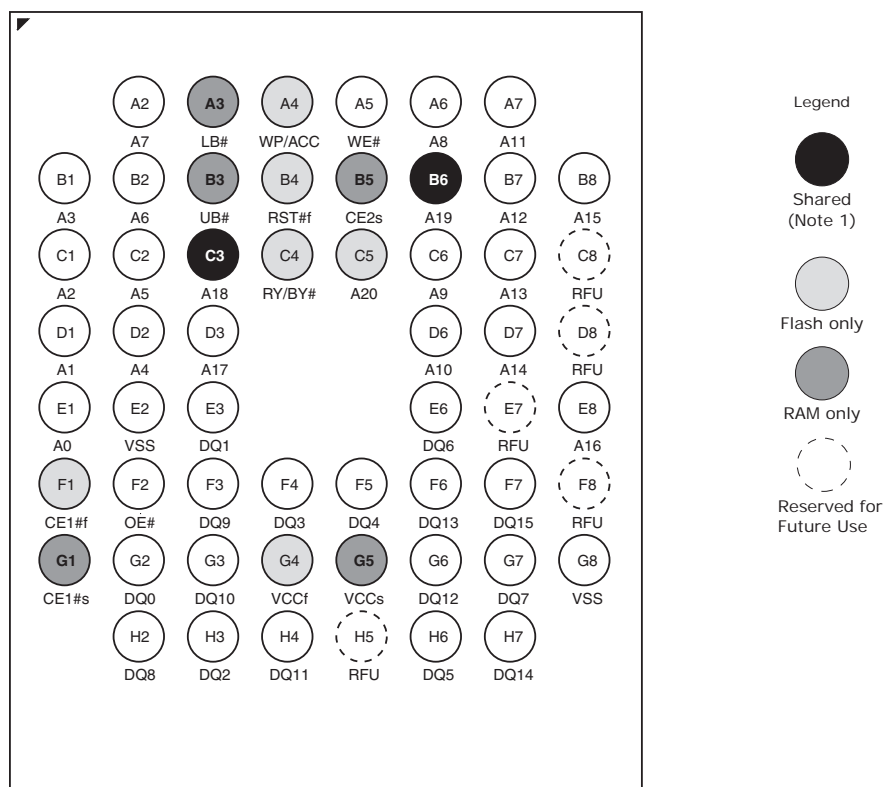 A2 A3 A4 A5 A6 A7
A7 LB# WP/ACC WE# A8 A11
B1 B2 B3 B4 B5 B6 B7 B8
A3 A6 UB# RST#f CE2s A19 A12 A15
C1 C2 C3 C4 C5 C6 C7 C8
A2 A5 A18 RY/BY# A20 A9 A13 RFU
D1 D2 D3 D6 D7 D8
A1 A4 A17 A10 A14 RFU
E1 E2 E3 E6 E7 E8
A0 VSS DQ1 DQ6 RFU A16
F1 F2 F3 F4 F5 F6 F7 F8
CE1#f OE# DQ9 DQ3 DQ4 DQ13 DQ15 RFU
G1 G2 G3 G4 G5 G6 G7 G8
CE1#s DQ0 DQ10 VCCf VCCs DQ12 DQ7 VSS
H2 H3 H4 H5 H6 H7
DQ8 DQ2 DQ11 RFU DQ5 DQ14
Legend
Shared
(Note 1)
Flash only
RAM only
Reserved for
Future Use